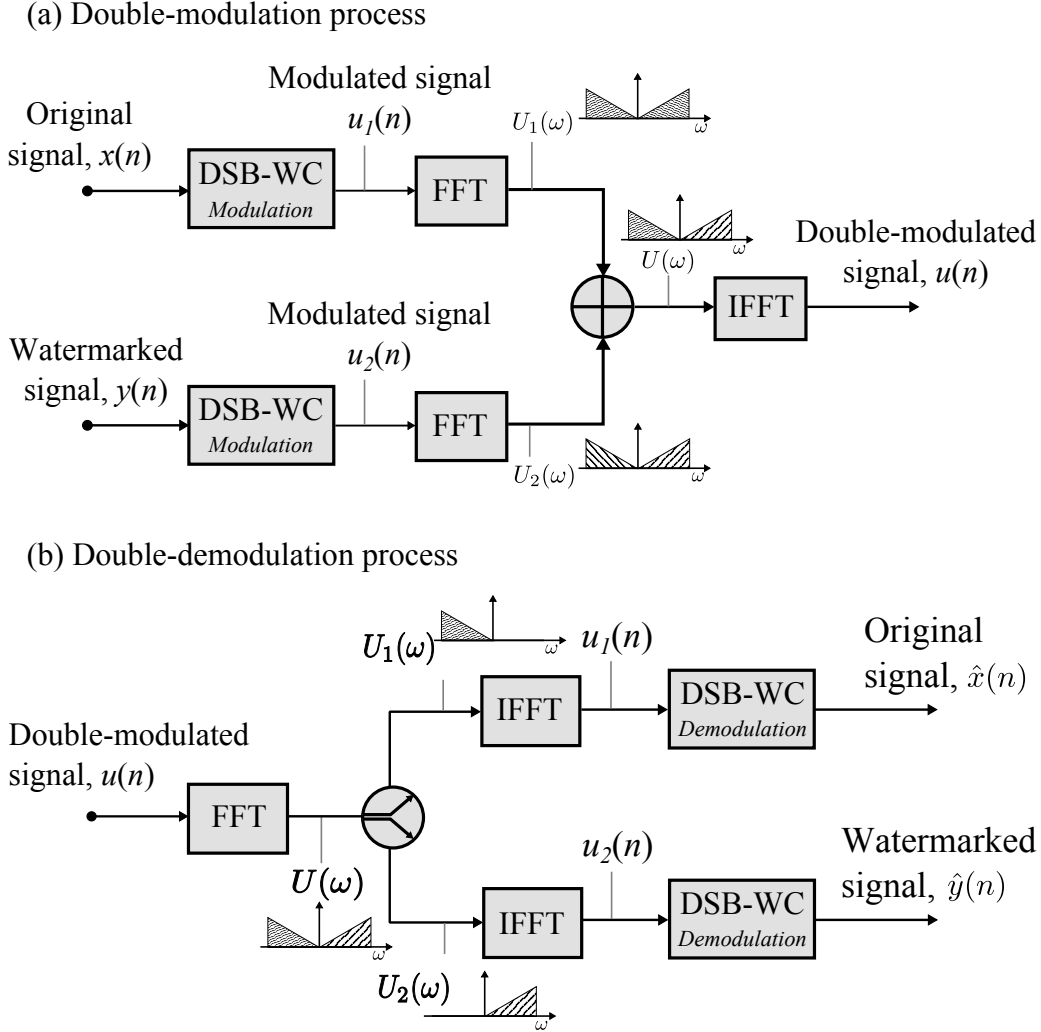 (a) Double-modulation process
Modulated signal
u₁(n)
U₁(ω)
ω
Original
signal, x(n)
DSB-WC
Modulation
FFT
ω
U(ω)
Double-modulated
signal, u(n)
IFFT
Modulated signal
u₂(n)
Watermarked
signal, y(n)
DSB-WC
Modulation
FFT
U₂(ω)
ω
(b) Double-demodulation process
U₁(ω)
ω
u₁(n)
Original
signal, x̂(n)
IFFT
DSB-WC
Demodulation
Double-modulated
signal, u(n)
FFT
U(ω)
ω
u₂(n)
Watermarked
signal, ŷ(n)
IFFT
DSB-WC
Demodulation
U₂(ω)
ω